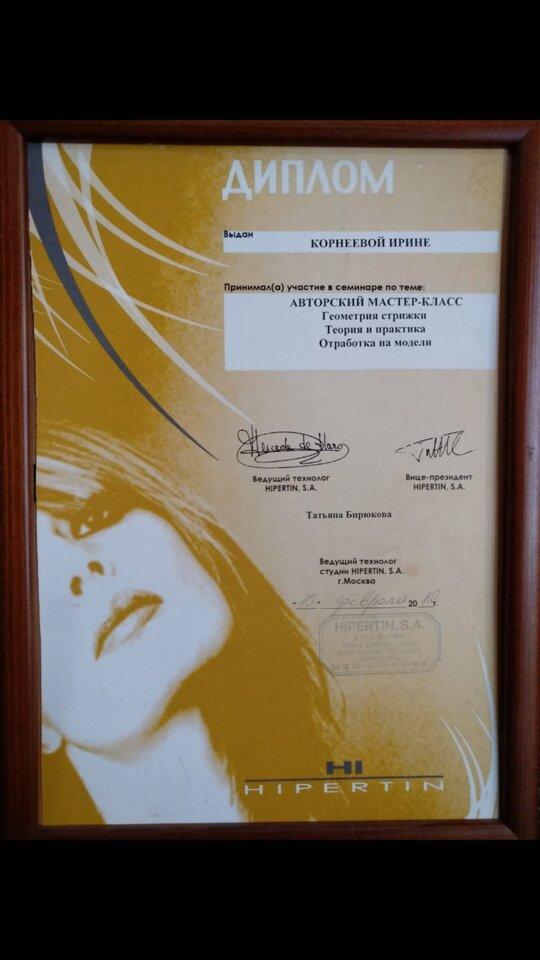 ДИПЛОМ
Выдан
КОРНЕЕВОЙ ИРИНЕ
Принимал(а) участие в семинаре по теме:
АВТОРСКИЙ МАСТЕР-КЛАСС
Геометрия стрижки
Теория и практика
Отработка на модели
Ведущий технолог
HIPERTIN, S.A.
Вице-президент
HIPERTIN, S.A.
Татьяна Бирюкова
Ведущий технолог
студии HIPERTIN, S.A.
г.Москва
-10- февраля 20 г.
HIPERTIN, S.A.
HI
HIPERTIN